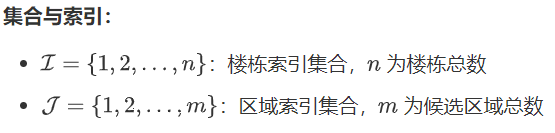 集合与索引：
• 𝓘 = {1, 2, …, n}：楼栋索引集合，n 为楼栋总数
• 𝓙 = {1, 2, …, m}：区域索引集合，m 为候选区域总数